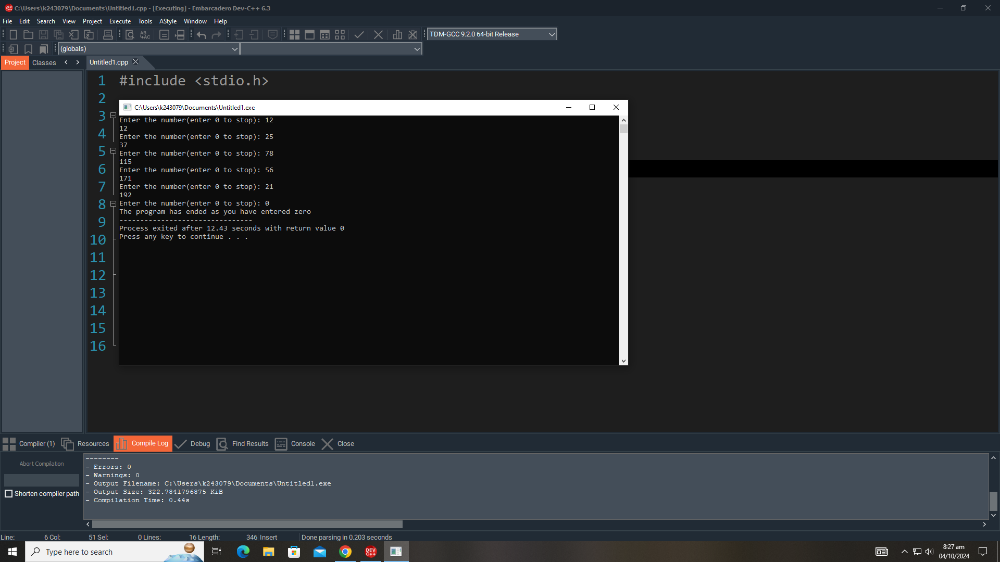 C:\Users\k243079\Documents\Untitled1.cpp - [Executing] - Embarcadero Dev-C++ 6.3
File Edit Search View Project Execute Tools AStyle Window Help
TDM-GCC 9.2.0 64-bit Release
(globals)
Project Classes
Untitled1.cpp
1 #include <stdio.h>
2
3
4
5
6
7
8
9
10
11
12
13
14
15
16
C:\Users\k243079\Documents\Untitled1.exe
Enter the number(enter 0 to stop): 12
12
Enter the number(enter 0 to stop): 25
37
Enter the number(enter 0 to stop): 78
115
Enter the number(enter 0 to stop): 56
171
Enter the number(enter 0 to stop): 21
192
Enter the number(enter 0 to stop): 0
The program has ended as you have entered zero
--------------------------------
Process exited after 12.43 seconds with return value 0
Press any key to continue . . .
Compiler (1) Resources Compile Log Debug Find Results Console Close
Abort Compilation
Shorten compiler path
--------
- Errors: 0
- Warnings: 0
- Output Filename: C:\Users\k243079\Documents\Untitled1.exe
- Output Size: 322.7841796875 KiB
- Compilation Time: 0.44s
Line: 6 Col: 51 Sel: 0 Lines: 16 Length: 346 Insert Done parsing in 0.203 seconds
Type here to search
DEV C++
8:27 am
04/10/2024